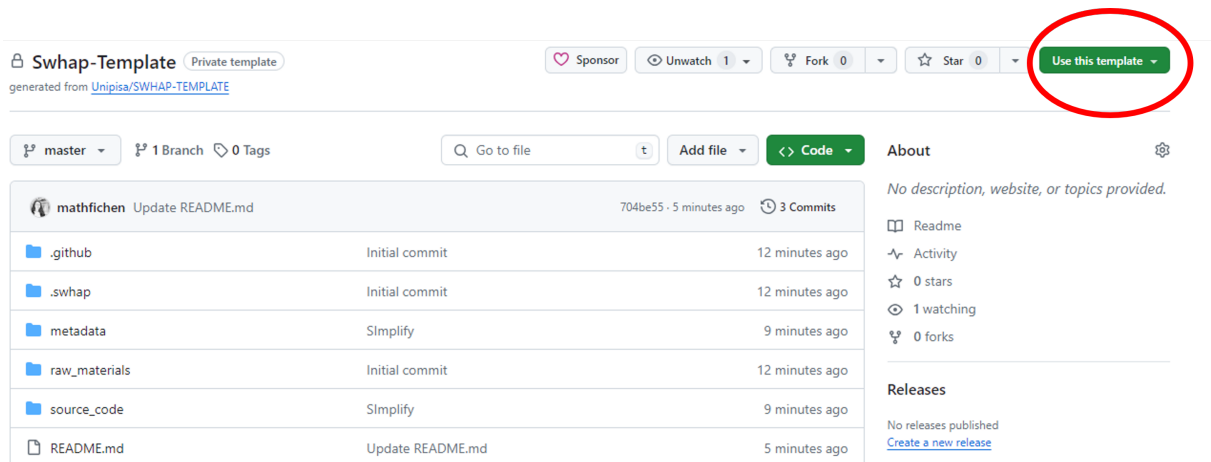 Swhap-Template Private template Sponsor Unwatch 1 Fork 0 Star 0 Use this template
generated from Unipisa/SWHAP-TEMPLATE
master 1 Branch 0 Tags Go to file t Add file Code About
No description, website, or topics provided.
mathfichen Update README.md 704be55 · 5 minutes ago 3 Commits
Readme
.github Initial commit 12 minutes ago
Activity
.swhap Initial commit 12 minutes ago
0 stars
1 watching
metadata SImplify 9 minutes ago
0 forks
raw_materials Initial commit 12 minutes ago
Releases
source_code SImplify 9 minutes ago
No releases published
README.md Update README.md 5 minutes ago
Create a new release